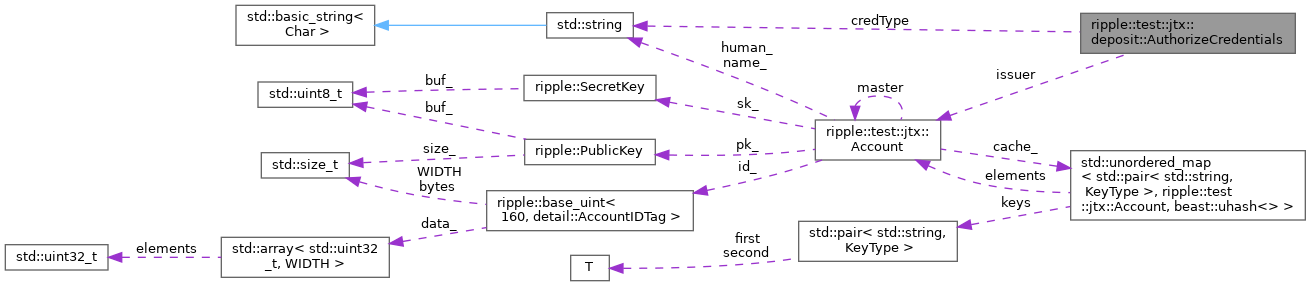 std::basic_string<
Char >
std::string
credType
ripple::test::jtx::
deposit::AuthorizeCredentials
human_
name_
issuer
std::uint8_t
buf_
ripple::SecretKey
sk_
master
buf_
ripple::test::jtx::
Account
std::size_t
size_
ripple::PublicKey
pk_
cache_
std::unordered_map
< std::pair< std::string,
KeyType >, ripple::test
::jtx::Account, beast::uhash<> >
WIDTH
bytes
id_
elements
ripple::base_uint<
160, detail::AccountIDTag >
keys
data_
std::pair< std::string,
KeyType >
std::uint32_t
elements
std::array< std::uint32
_t, WIDTH >
first
second
T